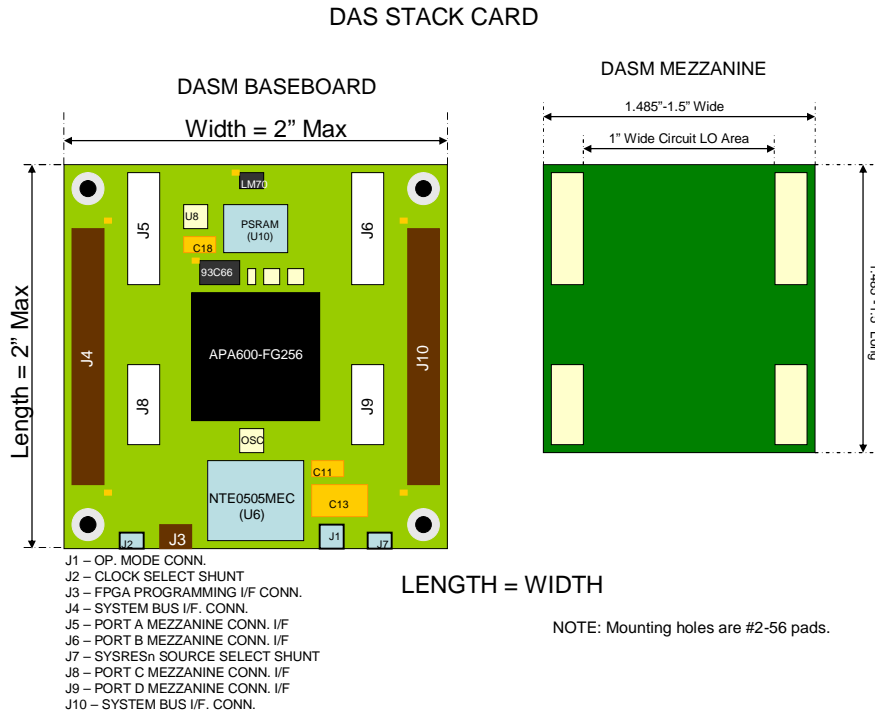 DAS STACK CARD
DASM BASEBOARD
DASM MEZZANINE
Width = 2” Max
1.485”-1.5” Wide
1” Wide Circuit LO Area
LM70
J5
U8
PSRAM
(U10)
J6
C18
93C66
Length = 2” Max
J4
APA600-FG256
J10
J8
J9
OSC
C11
NTE0505MEC
(U6)
C13
J2
J3
J1
J7
J1 – OP. MODE CONN.
J2 – CLOCK SELECT SHUNT
J3 – FPGA PROGRAMMING I/F CONN.
J4 – SYSTEM BUS I/F. CONN.
J5 – PORT A MEZZANINE CONN. I/F
J6 – PORT B MEZZANINE CONN. I/F
J7 – SYSRESn SOURCE SELECT SHUNT
J8 – PORT C MEZZANINE CONN. I/F
J9 – PORT D MEZZANINE CONN. I/F
J10 – SYSTEM BUS I/F. CONN.
LENGTH = WIDTH
NOTE: Mounting holes are #2-56 pads.